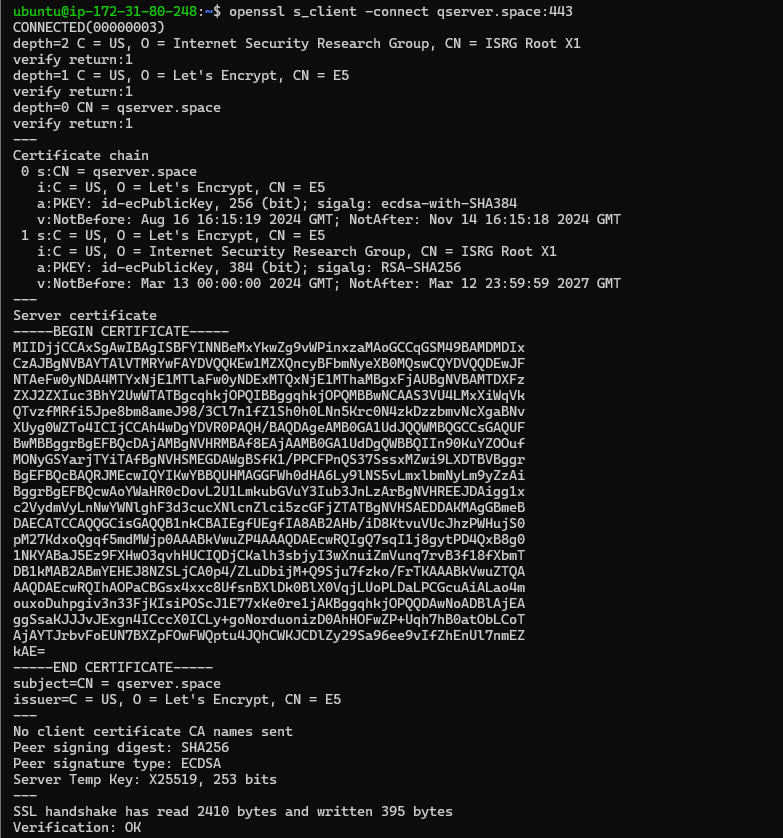 ubuntu@ip-172-31-80-248:~$ openssl s_client -connect qserver.space:443
CONNECTED(00000003)
depth=2 C = US, O = Internet Security Research Group, CN = ISRG Root X1
verify return:1
depth=1 C = US, O = Let's Encrypt, CN = E5
verify return:1
depth=0 CN = qserver.space
verify return:1
---
Certificate chain
 0 s:CN = qserver.space
   i:C = US, O = Let's Encrypt, CN = E5
   a:PKEY: id-ecPublicKey, 256 (bit); sigalg: ecdsa-with-SHA384
   v:NotBefore: Aug 16 16:15:19 2024 GMT; NotAfter: Nov 14 16:15:18 2024 GMT
 1 s:C = US, O = Let's Encrypt, CN = E5
   i:C = US, O = Internet Security Research Group, CN = ISRG Root X1
   a:PKEY: id-ecPublicKey, 384 (bit); sigalg: RSA-SHA256
   v:NotBefore: Mar 13 00:00:00 2024 GMT; NotAfter: Mar 12 23:59:59 2027 GMT
---
Server certificate
-----BEGIN CERTIFICATE-----
MIIDjjCCAxSgAwIBAgISBFYINNBeMxYkwZg9vWPinxzaMAoGCCqGSM49BAMDMDIx
CzAJBgNVBAYTAlVTMRYwFAYDVQQKEw1MZXQncyBFbmNyeXB0MQswCQYDVQQDEwJF
NTAeFw0yNDA4MTYxNjE1MTlaFw0yNDExMTQxNjE1MThaMBgxFjAUBgNVBAMTDXFz
ZXJ2ZXIuc3BhY2UwWTATBgcqhkjOPQIBBggqhkjOPQMBBwNCAAS3VU4LMxXiWqVk
QTvzfMRfi5Jpe8bm8ameJ98/3Cl7n1fZ1Sh0h0LNn5Krc0N4zkDzzbmvNcXgaBNv
XUyg0WZTo4ICIjCCAh4wDgYDVR0PAQH/BAQDAgeAMB0GA1UdJQQWMBQGCCsGAQUF
BwMBBggrBgEFBQcDAjAMBgNVHRMBAf8EAjAAMB0GA1UdDgQWBBQIIn90KuYZOOuf
MONyGSYarjTYiTAfBgNVHSMEGDAWgBSfK1/PPCFPnQS37SssxMZwi9LXDTBVBggr
BgEFBQcBAQRJMEcwIQYIKwYBBQUHMAGGFWh0dHA6Ly9lNS5vLmxlbmNyLm9yZzAi
BggrBgEFBQcwAoYWaHR0cDovL2U1LmkubGVuY3Iub3JnLzArBgNVHREEJDAigg1x
c2VydmVyLnNwYWNlghF3d3cucXNlcnZlci5zcGFjZTATBgNVHSAEDDAKMAgGBmeB
DAECATCCAQQGCisGAQQB1nkCBAIEgfUEgfIA8AB2AHb/iD8KtvuVUcJhzPWHujS0
pM27KdxoQgqf5mdMWjp0AAABkVwuZP4AAAQDAEcwRQIgQ7sqI1j8gytPD4QxB8g0
1NKYABaJ5Ez9FXHwO3qvhHUCIQDjCKalh3sbjyI3wXnuiZmVunq7rvB3f18fXbmT
DB1kMAB2ABmYEHEJ8NZSLjCA0p4/ZLuDbijM+Q9Sju7fzko/FrTKAAABkVwuZTQA
AAQDAEcwRQIhAOPaCBGsx4xxc8UfsnBXlDk0BlX0VqjLUoPLDaLPCGcuAiALao4m
ouxoDuhpgiv3n33FjKIsiPOScJ1E77xKe0re1jAKBggqhkjOPQQDAwNoADBlAjEA
ggSsaKJJJvJExgn4ICccX0ICLy+goNorduonizD0AhHOFwZP+Uqh7hB0atObLCoT
AjAYTJrbvFoEUN7BXZpFOwFWQptu4JQhCWKJCDlZy29Sa96ee9vIfZhEnUl7nmEZ
kAE=
-----END CERTIFICATE-----
subject=CN = qserver.space
issuer=C = US, O = Let's Encrypt, CN = E5
---
No client certificate CA names sent
Peer signing digest: SHA256
Peer signature type: ECDSA
Server Temp Key: X25519, 253 bits
---
SSL handshake has read 2410 bytes and written 395 bytes
Verification: OK